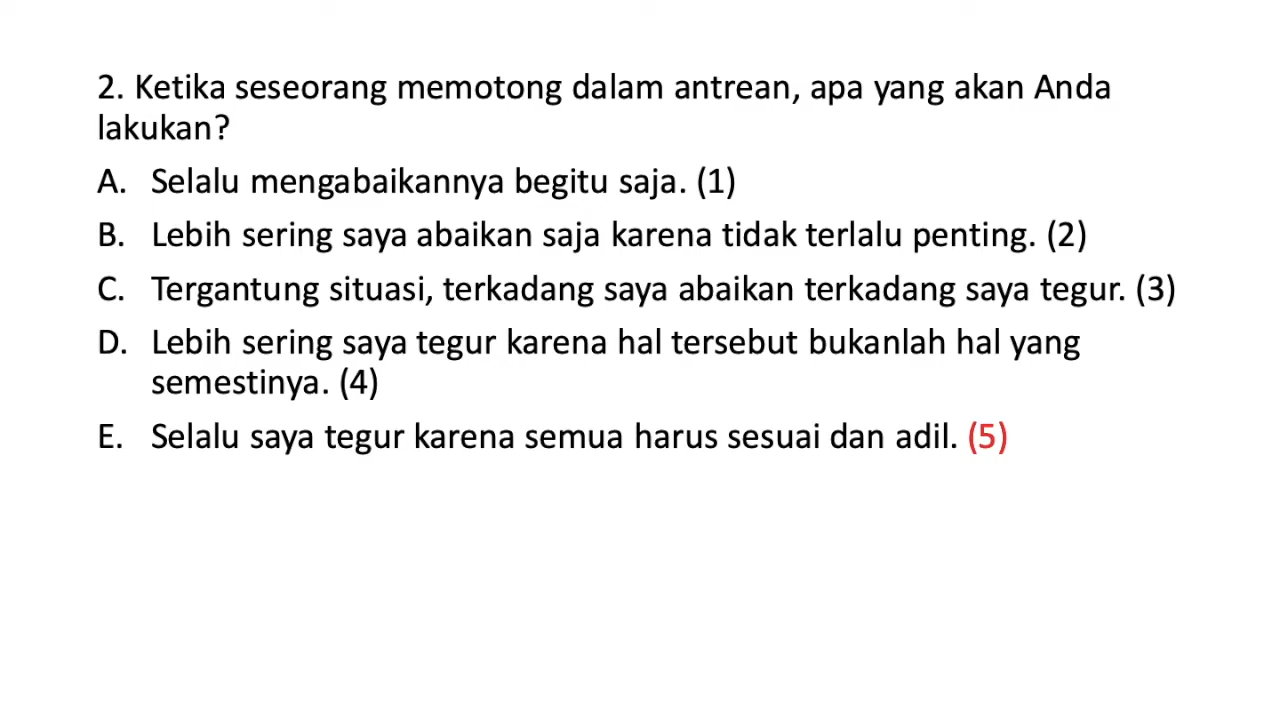 2. Ketika seseorang memotong dalam antrean, apa yang akan Anda
lakukan?
A. Selalu mengabaikannya begitu saja. (1)
B. Lebih sering saya abaikan saja karena tidak terlalu penting. (2)
C. Tergantung situasi, terkadang saya abaikan terkadang saya tegur. (3)
D. Lebih sering saya tegur karena hal tersebut bukanlah hal yang
semestinya. (4)
E. Selalu saya tegur karena semua harus sesuai dan adil. (5)